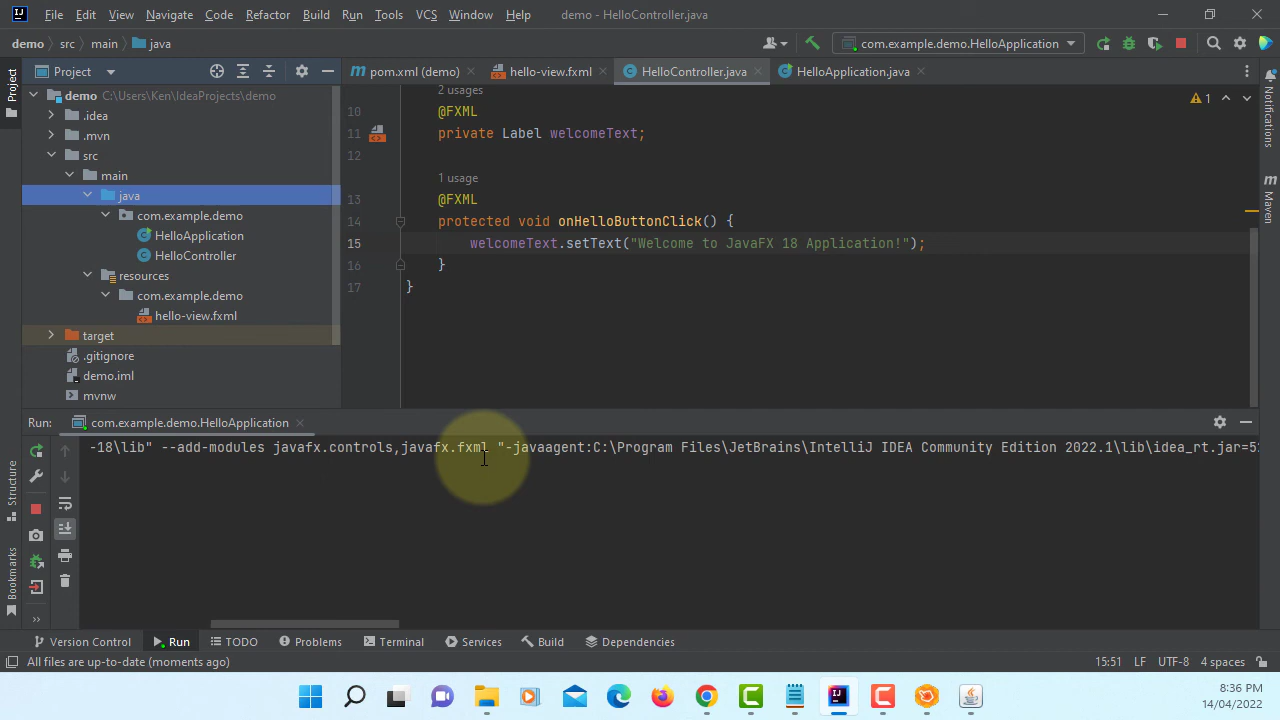 File Edit View Navigate Code Refactor Build Run Tools VCS Window Help demo - HelloController.java
demo src main java com.example.demo.HelloApplication
Project pom.xml (demo) hello-view.fxml HelloController.java HelloApplication.java
demo C:\Users\Ken\IdeaProjects\demo
.idea
.mvn
src
main
java
com.example.demo
HelloApplication
HelloController
resources
com.example.demo
hello-view.fxml
target
.gitignore
demo.iml
mvnw
2 usages
10 @FXML
11 private Label welcomeText;
12
1 usage
13 @FXML
14 protected void onHelloButtonClick() {
15 welcomeText.setText("Welcome to JavaFX 18 Application!");
16 }
17 }
1
Project
Structure
Bookmarks
Notifications
Maven
Run: com.example.demo.HelloApplication
-18\lib" --add-modules javafx.controls,javafx.fxml "-javaagent:C:\Program Files\JetBrains\IntelliJ IDEA Community Edition 2022.1\lib\idea_rt.jar=5
Version Control Run TODO Problems Terminal Services Build Dependencies
All files are up-to-date (moments ago) 15:51 LF UTF-8 4 spaces
8:36 PM
14/04/2022